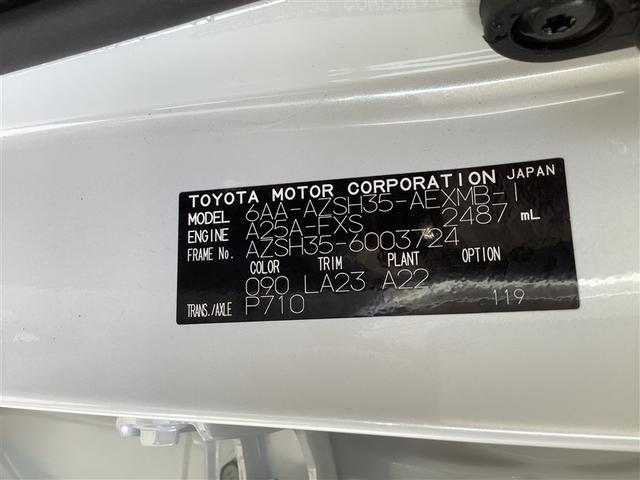 TOYOTA MOTOR CORPORATION JAPAN
MODEL 6AA-AZSH35-AEXMB-I
ENGINE A25A-FXS 2487 mL
FRAME No. AZSH35-6003724
COLOR TRIM PLANT OPTION
090 LA23 A22
TRANS./AXLE P710 119